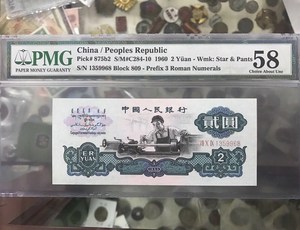 PMG
PAPER MONEY GUARANTY
China / Peoples Republic
Pick# 875b2 S/M#C284-10 1960 2 Yüan - Wmk: Star & Pants
S/N 1359968 Block 809 - Prefix 3 Roman Numerals
58
Choice About Unc
中国人民银行
贰圆
1359968
ER
YUAN
2